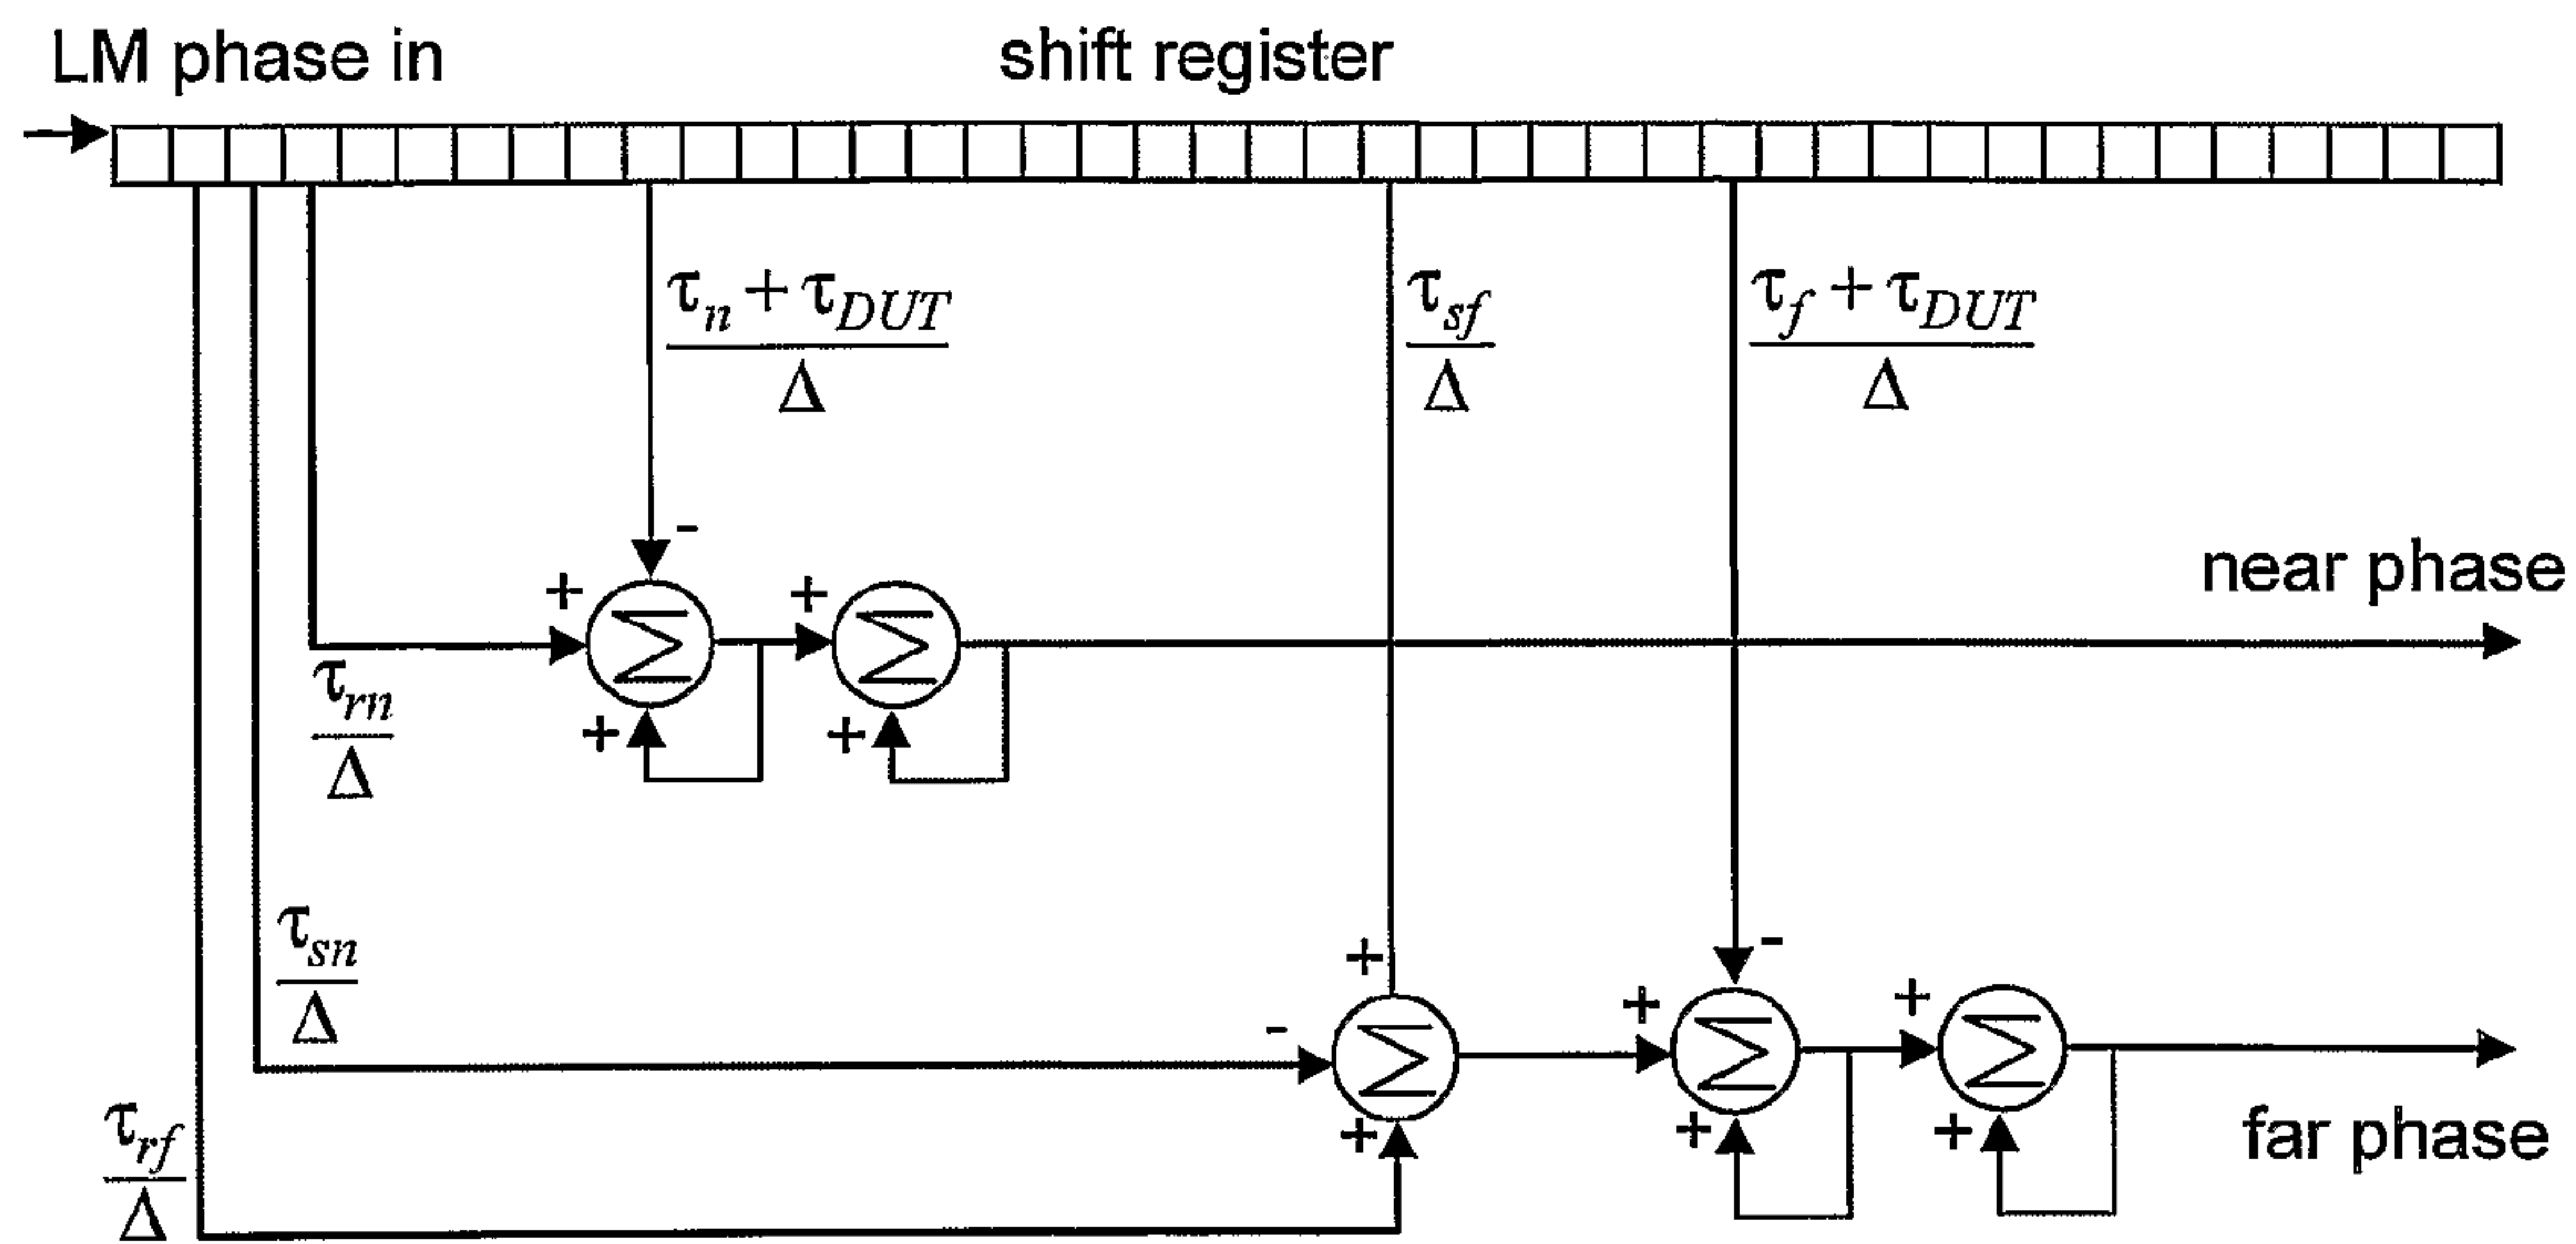 LM phase in
shift register
τn + τDUT
Δ
τsf
Δ
τf + τDUT
Δ
-
near phase
+
Σ
+
Σ
τrn
Δ
+
+
τsn
Δ
+
-
+
+
-
Σ
Σ
Σ
τrf
Δ
+
+
+
far phase